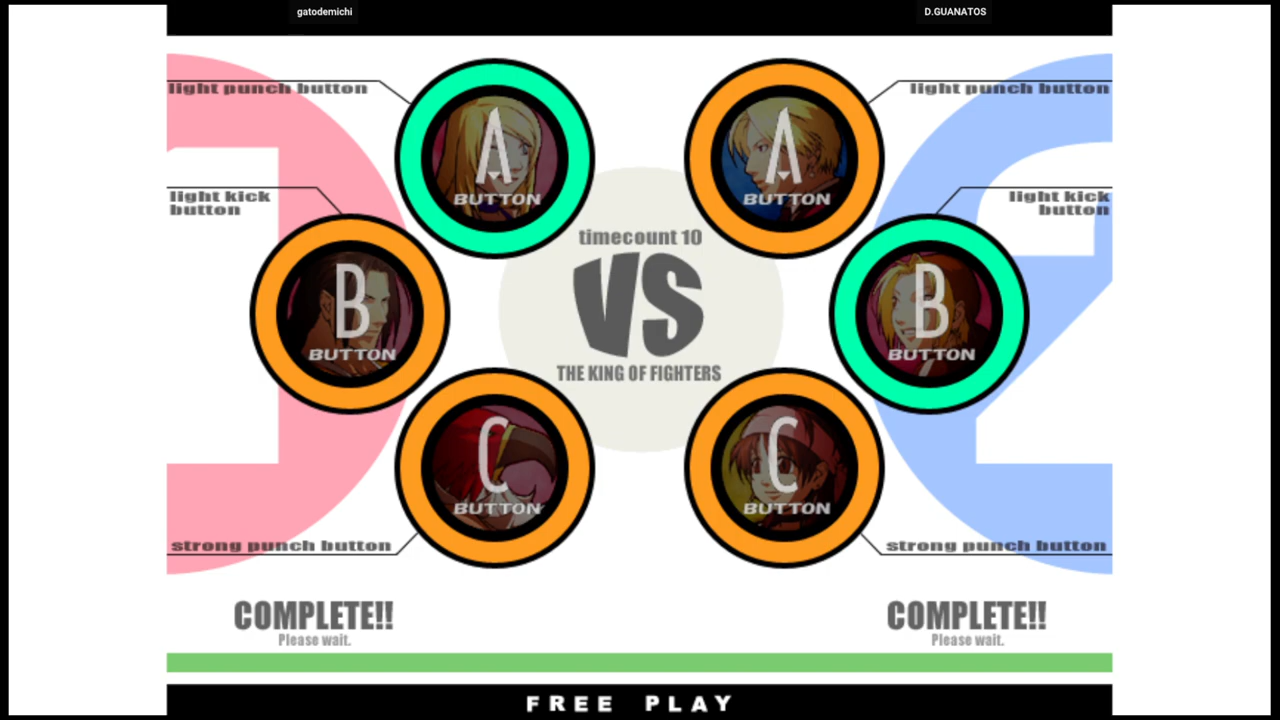 gatodemichi
D.GUANATOS
light punch button
light punch button
A
BUTTON
A
BUTTON
light kick
button
light kick
button
timecount 10
VS
THE KING OF FIGHTERS
B
BUTTON
B
BUTTON
C
BUTTON
C
BUTTON
strong punch button
strong punch button
COMPLETE!!
Please wait.
COMPLETE!!
Please wait.
FREE PLAY